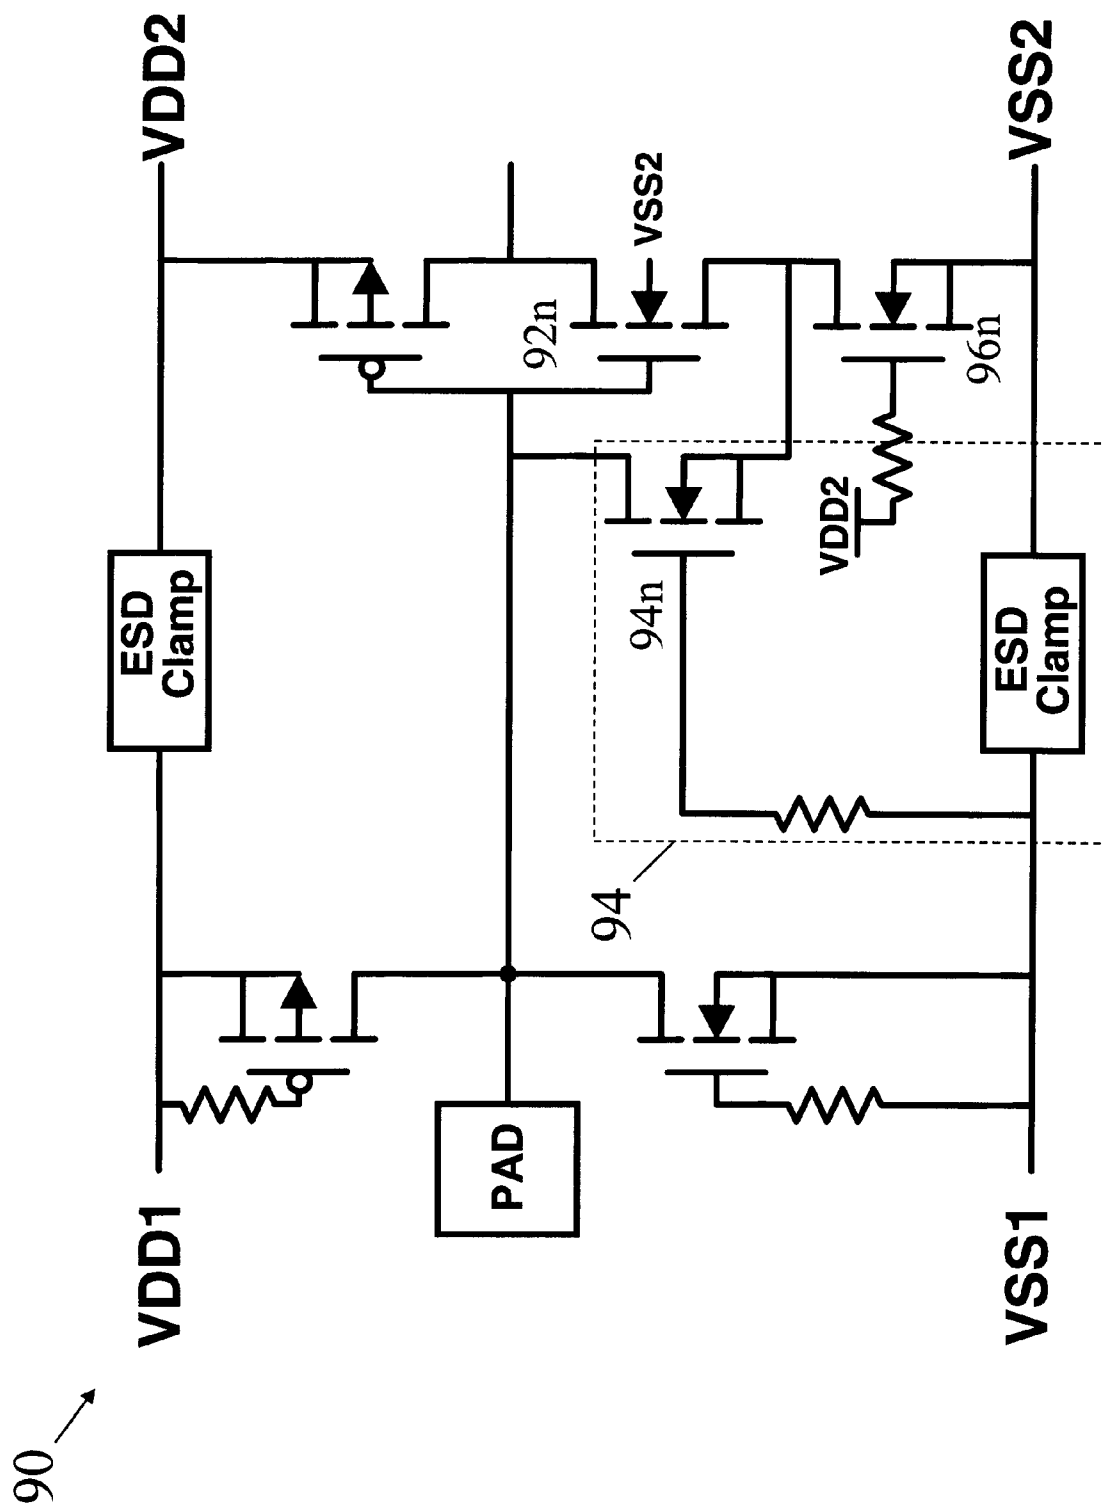 90
VDD1
VDD2
ESD
Clamp
PAD
92n
VSS2
94
94n
VDD2
96n
ESD
Clamp
VSS1
VSS2